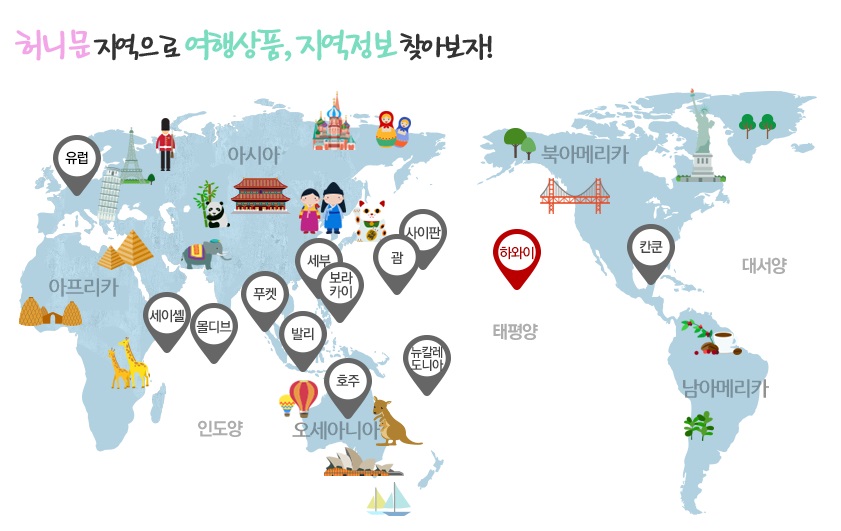 허니문 지역으로 여행상품, 지역정보 찾아보자!
유럽
아시아
북아메리카
사이판
괌
세부
보라
카이
하와이
칸쿤
대서양
아프리카
푸켓
세이셸
몰디브
발리
태평양
뉴칼레
도니아
호주
남아메리카
인도양
오세아니아